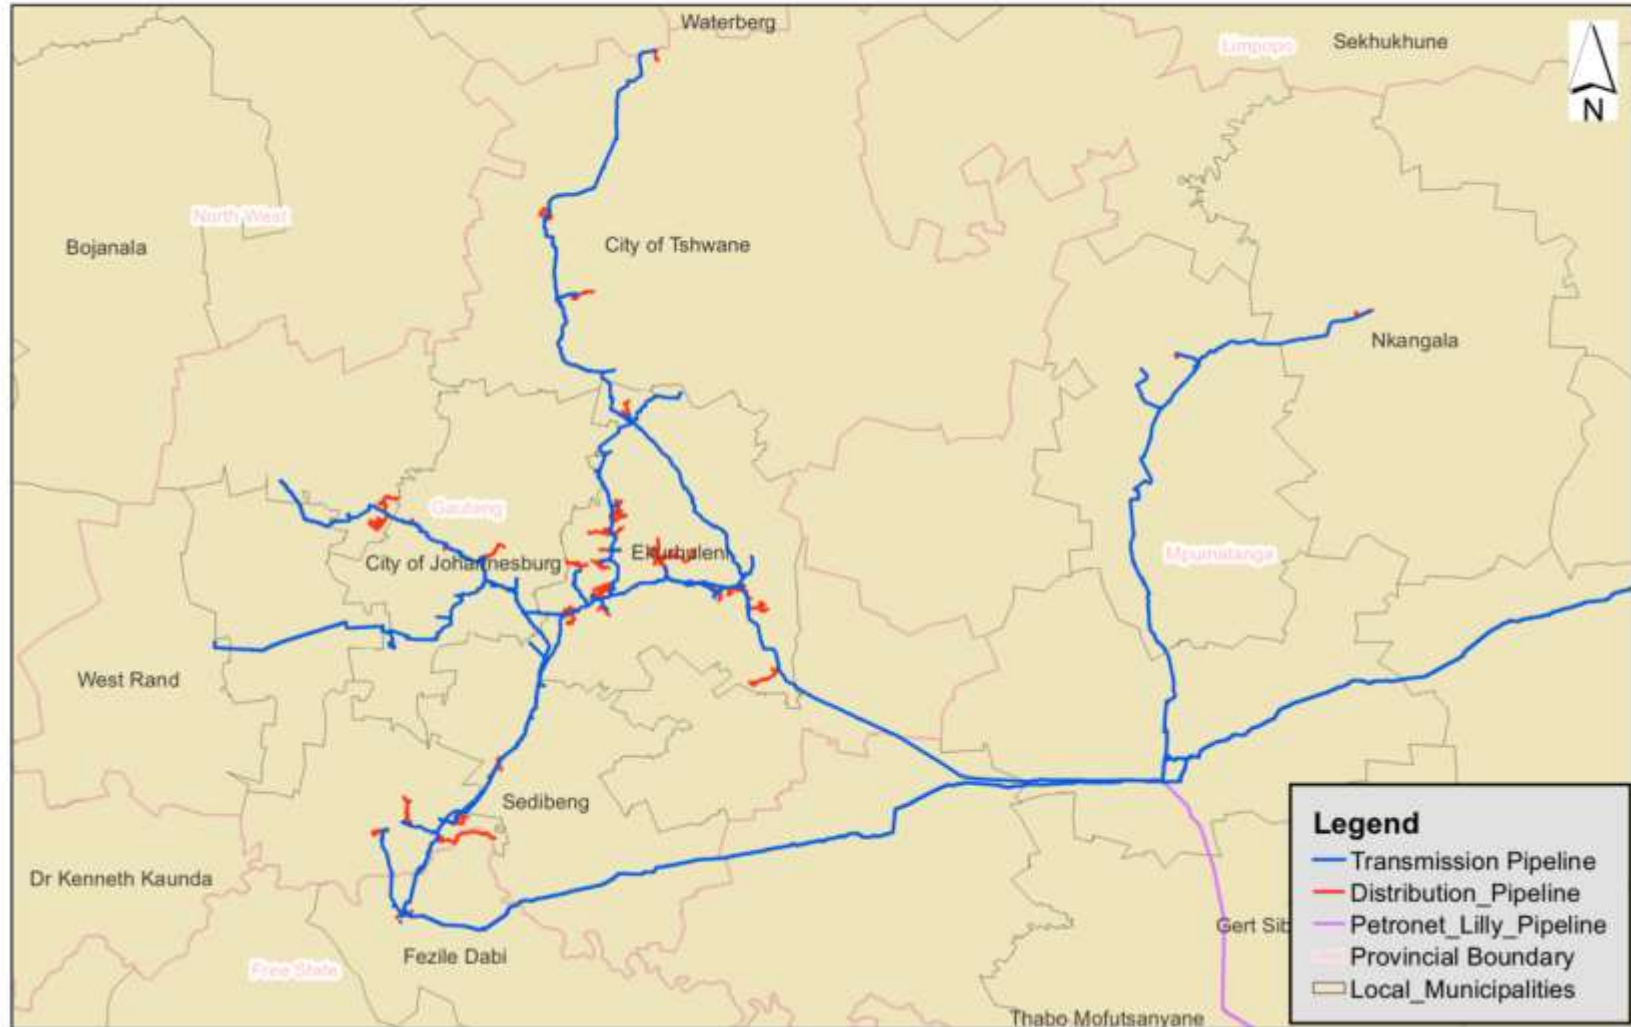 Waterberg
Limpopo
Sekhukhune
N
North West
Bojanala
City of Tshwane
Nkangala
Gauteng
City of Johannesburg
Ekurhuleni
Mpumalanga
West Rand
Sedibeng
Dr Kenneth Kaunda
Fezile Dabi
Free State
Gert Sib
Thabo Mofutsanyane
Legend
Transmission Pipeline
Distribution_Pipeline
Petronet_Lilly_Pipeline
Provincial Boundary
Local_Municipalities